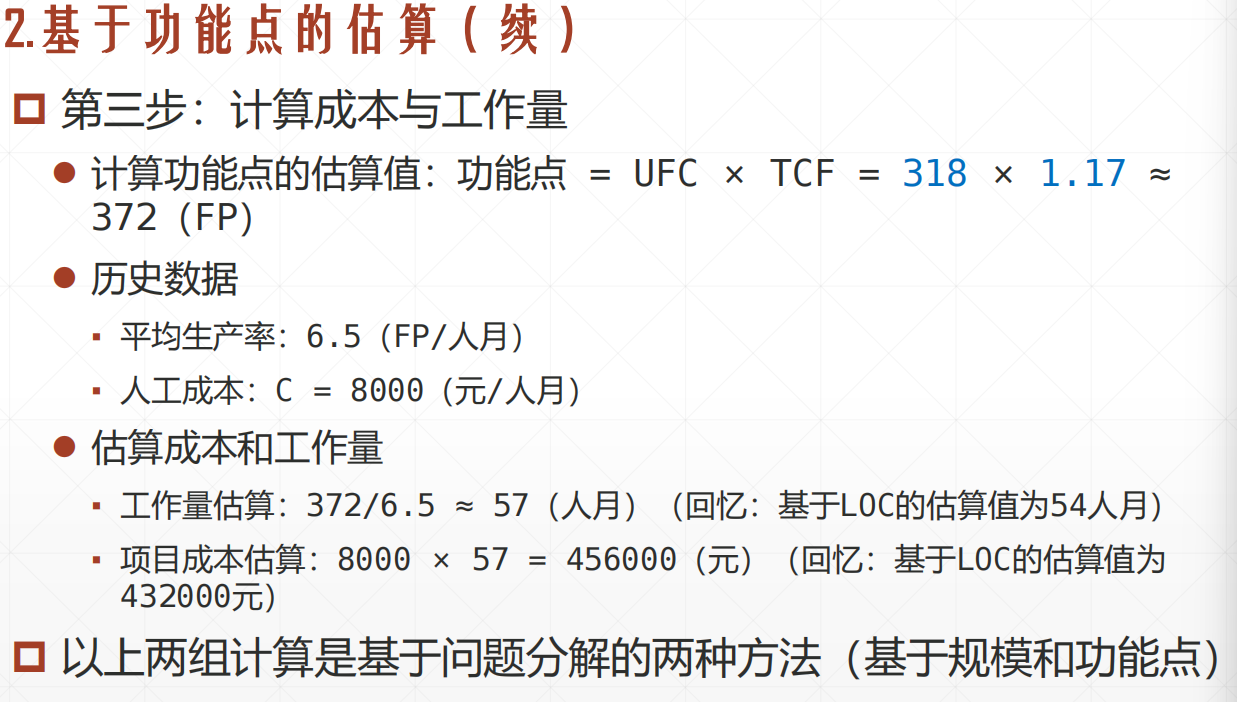 2.基于功能点的估算（续）
第三步：计算成本与工作量
计算功能点的估算值：功能点 = UFC × TCF = 318 × 1.17 ≈
372（FP）
历史数据
平均生产率：6.5（FP/人月）
人工成本：C = 8000（元/人月）
估算成本和工作量
工作量估算：372/6.5 ≈ 57（人月）（回忆：基于LOC的估算值为54人月）
项目成本估算：8000 × 57 = 456000（元）（回忆：基于LOC的估算值为
432000元）
以上两组计算是基于问题分解的两种方法（基于规模和功能点）